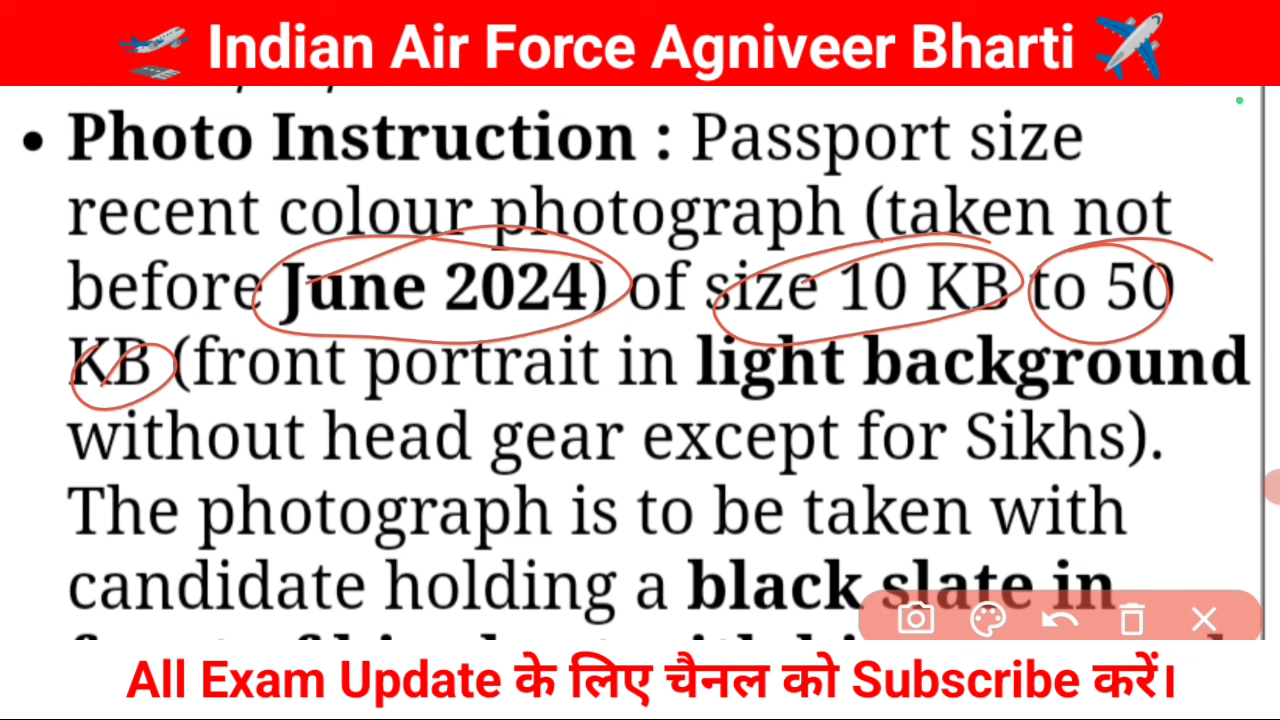 Indian Air Force Agniveer Bharti
• Photo Instruction : Passport size
recent colour photograph (taken not
before June 2024) of size 10 KB to 50
KB (front portrait in light background
without head gear except for Sikhs).
The photograph is to be taken with
candidate holding a black slate in
All Exam Update के लिए चैनल को Subscribe करें।